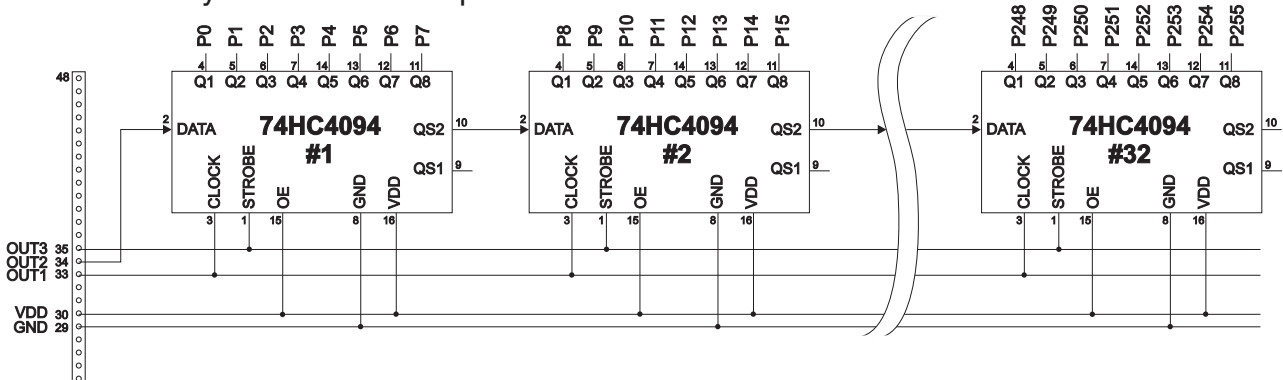 P0 P1 P2 P3 P4 P5 P6 P7
4 5 6 7 14 13 12 11
Q1 Q2 Q3 Q4 Q5 Q6 Q7 Q8
2 DATA
74HC4094
#1
QS2 10
QS1 9
CLOCK STROBE OE GND VDD
3 1 15 8 16
P8 P9 P10 P11 P12 P13 P14 P15
4 5 6 7 14 13 12 11
Q1 Q2 Q3 Q4 Q5 Q6 Q7 Q8
2 DATA
74HC4094
#2
QS2 10
QS1 9
CLOCK STROBE OE GND VDD
3 1 15 8 16
P248 P249 P250 P251 P252 P253 P254 P255
4 5 6 7 14 13 12 11
Q1 Q2 Q3 Q4 Q5 Q6 Q7 Q8
2 DATA
74HC4094
#32
QS2 10
QS1 9
CLOCK STROBE OE GND VDD
3 1 15 8 16
48
OUT3 35
OUT2 34
OUT1 33
VDD 30
GND 29